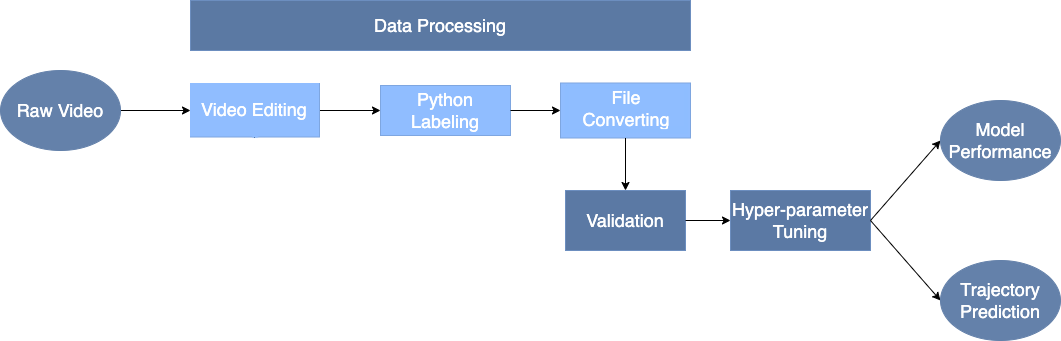 Data Processing
Raw Video
Video Editing
Python
Labeling
File
Converting
Validation
Hyper-parameter
Tuning
Model
Performance
Trajectory
Prediction